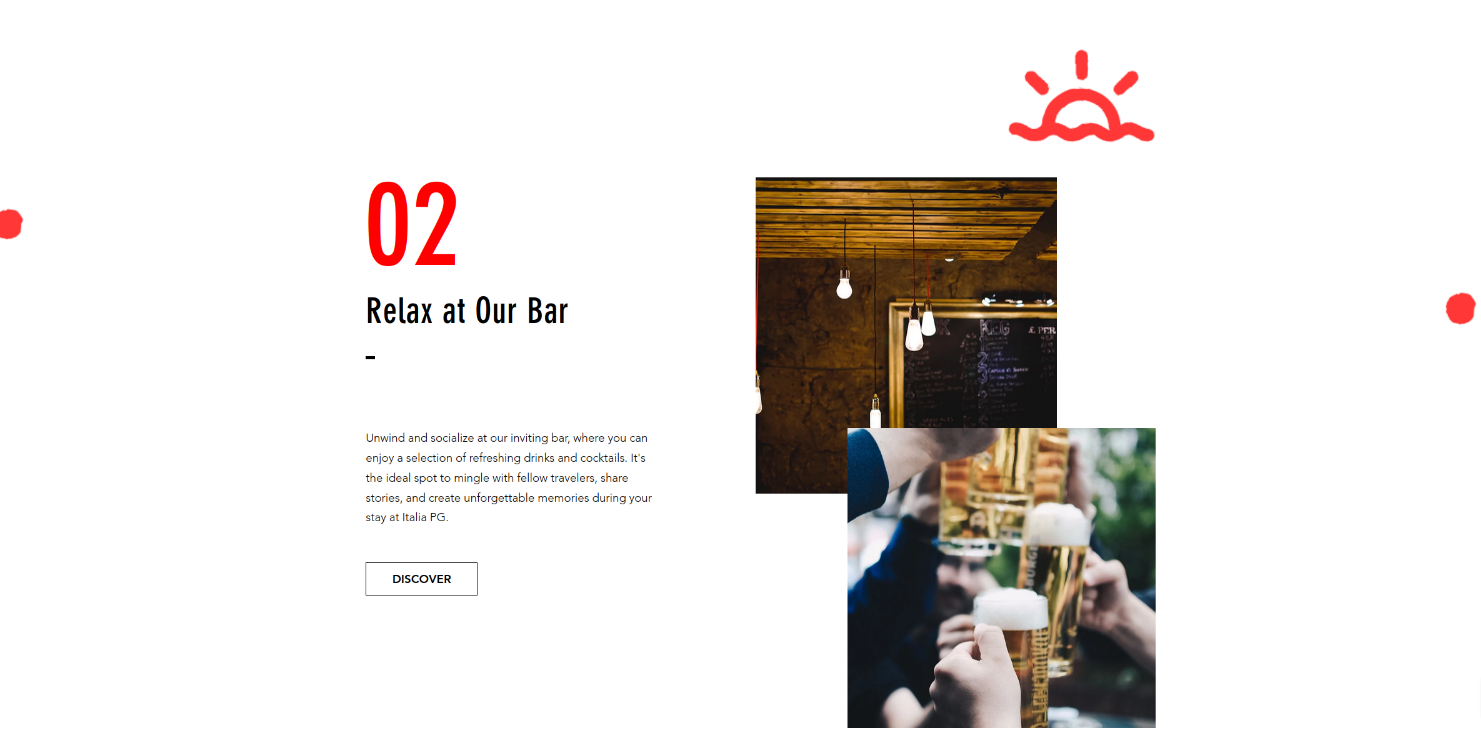 02
Relax at Our Bar
Unwind and socialize at our inviting bar, where you can
enjoy a selection of refreshing drinks and cocktails. It's
the ideal spot to mingle with fellow travelers, share
stories, and create unforgettable memories during your
stay at Italia PG.
DISCOVER